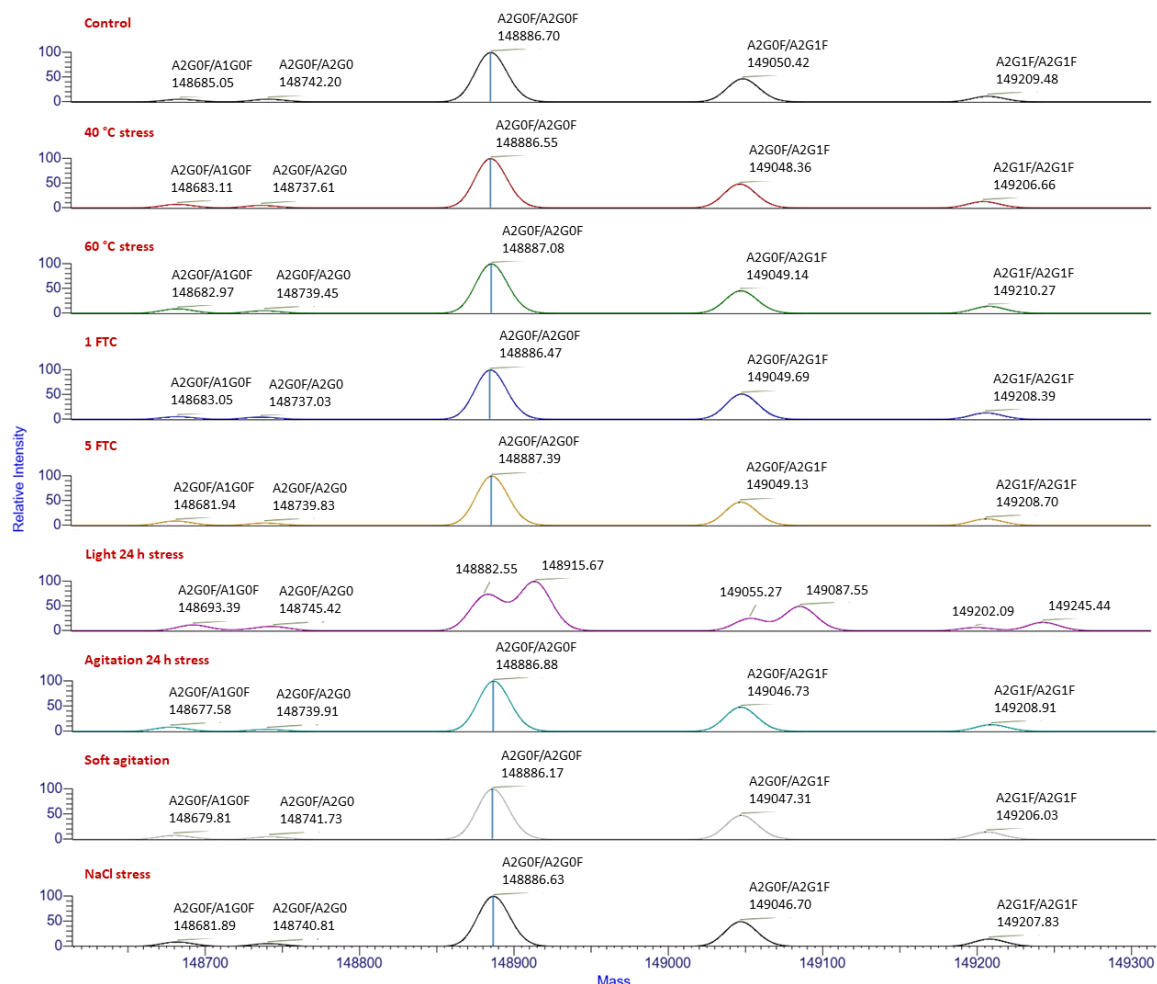 Control
A2G0F/A1G0F
148685.05
A2G0F/A2G0
148742.20
A2G0F/A2G0F
148886.70
A2G0F/A2G1F
149050.42
A2G1F/A2G1F
149209.48
100
50
0
40 °C stress
A2G0F/A1G0F
148683.11
A2G0F/A2G0
148737.61
A2G0F/A2G0F
148886.55
A2G0F/A2G1F
149048.36
A2G1F/A2G1F
149206.66
100
50
0
60 °C stress
A2G0F/A1G0F
148682.97
A2G0F/A2G0
148739.45
A2G0F/A2G0F
148887.08
A2G0F/A2G1F
149049.14
A2G1F/A2G1F
149210.27
100
50
0
1 FTC
A2G0F/A1G0F
148683.05
A2G0F/A2G0
148737.03
A2G0F/A2G0F
148886.47
A2G0F/A2G1F
149049.69
A2G1F/A2G1F
149208.39
100
50
0
5 FTC
A2G0F/A1G0F
148681.94
A2G0F/A2G0
148739.83
A2G0F/A2G0F
148887.39
A2G0F/A2G1F
149049.13
A2G1F/A2G1F
149208.70
100
50
0
Relative Intensity
Light 24 h stress
A2G0F/A1G0F
148693.39
A2G0F/A2G0
148745.42
148882.55
148915.67
149055.27
149087.55
149202.09
149245.44
100
50
0
Agitation 24 h stress
A2G0F/A1G0F
148677.58
A2G0F/A2G0
148739.91
A2G0F/A2G0F
148886.88
A2G0F/A2G1F
149046.73
A2G1F/A2G1F
149208.91
100
50
0
Soft agitation
A2G0F/A1G0F
148679.81
A2G0F/A2G0
148741.73
A2G0F/A2G0F
148886.17
A2G0F/A2G1F
149047.31
A2G1F/A2G1F
149206.03
100
50
0
NaCl stress
A2G0F/A1G0F
148681.89
A2G0F/A2G0
148740.81
A2G0F/A2G0F
148886.63
A2G0F/A2G1F
149046.70
A2G1F/A2G1F
149207.83
100
50
0
148700 148800 148900 149000 149100 149200 149300
Mass